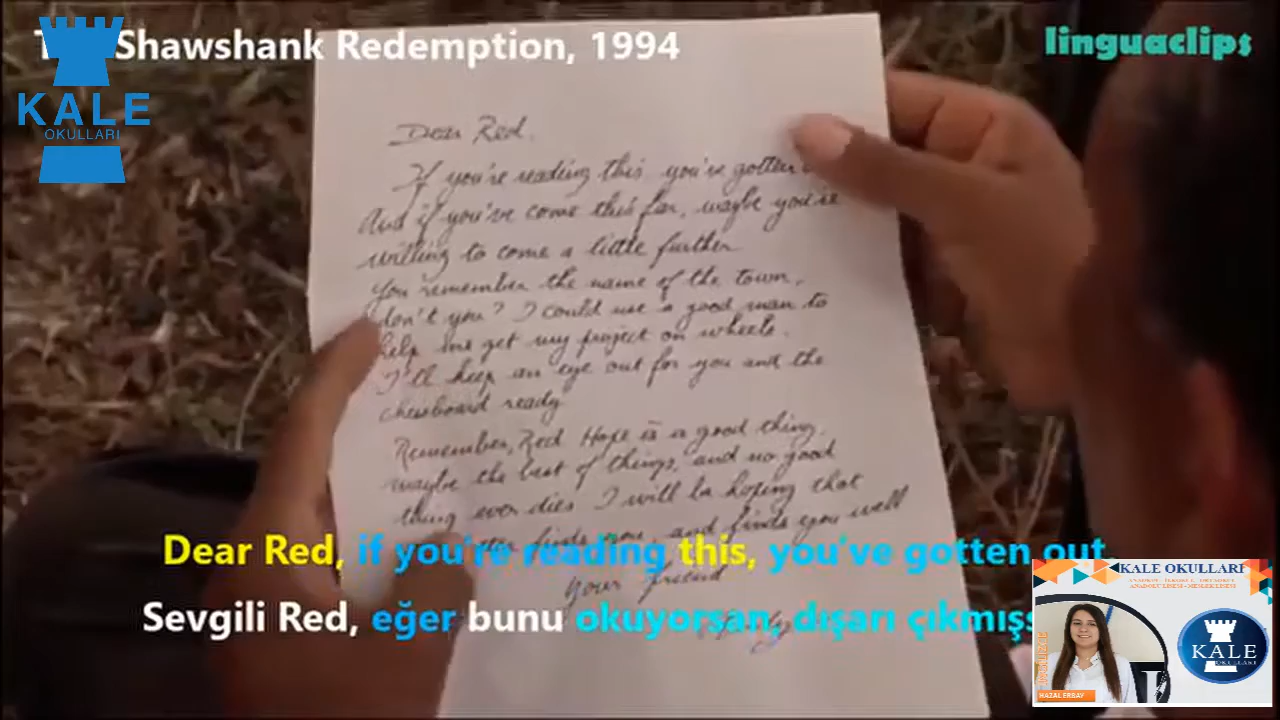 Shawshank Redemption, 1994
linguaclips
KALE
OKULLARI
Dear Red.
If you're reading this, you've gotten
And if you've come this far, maybe you're
willing to come a little further.
You remember the name of the town,
don't you? I could use a good man to
help me get my project on wheels.
I'll keep an eye out for you and the
chessboard ready
Remember, Red. Hope is a good thing,
maybe the best of things, and no good
thing ever dies. I will be hoping that
finds you, and finds you well
Your friend
Dear Red, if you're reading this, you've gotten out.
Sevgili Red, eğer bunu okuyorsan, dışarı
KALE OKULLARI
KALE
OKULLARI
HAZAL ERBAY